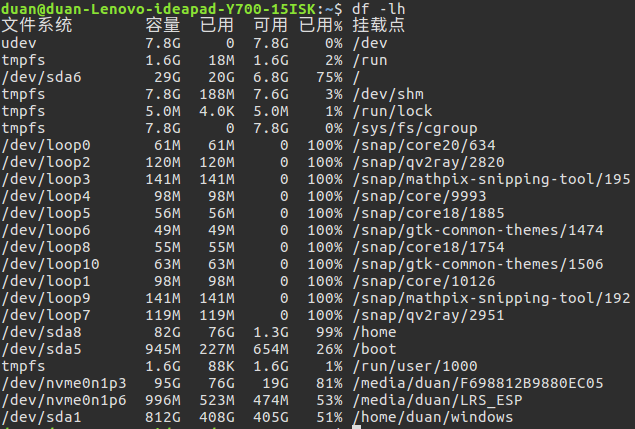 duan@duan-Lenovo-ideapad-Y700-15ISK:~$ df -lh
文件系统 容量 已用 可用 已用% 挂载点
udev 7.8G 0 7.8G 0% /dev
tmpfs 1.6G 18M 1.6G 2% /run
/dev/sda6 29G 20G 6.8G 75% /
tmpfs 7.8G 188M 7.6G 3% /dev/shm
tmpfs 5.0M 4.0K 5.0M 1% /run/lock
tmpfs 7.8G 0 7.8G 0% /sys/fs/cgroup
/dev/loop0 61M 61M 0 100% /snap/core20/634
/dev/loop2 120M 120M 0 100% /snap/qv2ray/2820
/dev/loop3 141M 141M 0 100% /snap/mathpix-snipping-tool/195
/dev/loop4 98M 98M 0 100% /snap/core/9993
/dev/loop5 56M 56M 0 100% /snap/core18/1885
/dev/loop6 49M 49M 0 100% /snap/gtk-common-themes/1474
/dev/loop8 55M 55M 0 100% /snap/core18/1754
/dev/loop10 63M 63M 0 100% /snap/gtk-common-themes/1506
/dev/loop1 98M 98M 0 100% /snap/core/10126
/dev/loop9 141M 141M 0 100% /snap/mathpix-snipping-tool/192
/dev/loop7 119M 119M 0 100% /snap/qv2ray/2951
/dev/sda8 82G 76G 1.3G 99% /home
/dev/sda5 945M 227M 654M 26% /boot
tmpfs 1.6G 88K 1.6G 1% /run/user/1000
/dev/nvme0n1p3 95G 76G 19G 81% /media/duan/F698812B9880EC05
/dev/nvme0n1p6 996M 523M 474M 53% /media/duan/LRS_ESP
/dev/sda1 812G 408G 405G 51% /home/duan/windows